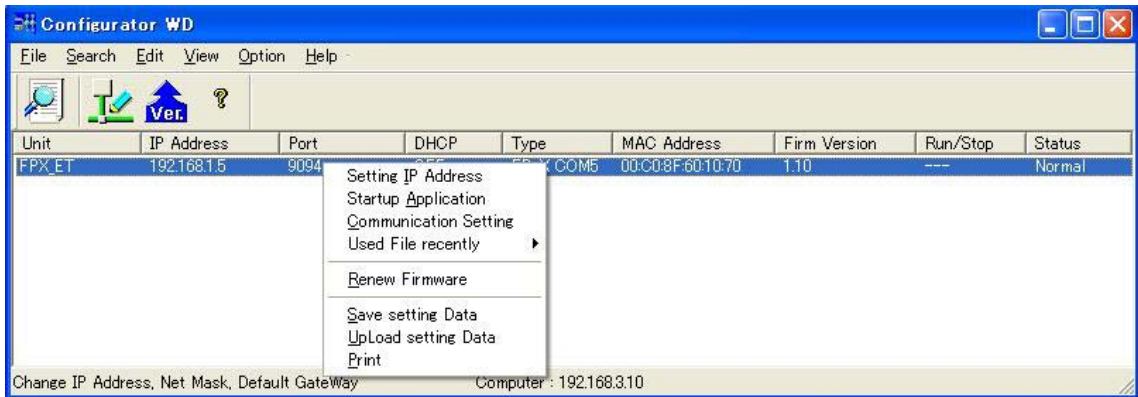 Configurator WD
File Search Edit View Option Help
Ver. ?
Unit IP Address Port DHCP Type MAC Address Firm Version Run/Stop Status
FPX_ET 192.168.1.5 9094 COM5 00:C0:8F:60:10:70 1.10 --- Normal
Setting IP Address
Startup Application
Communication Setting
Used File recently
Renew Firmware
Save setting Data
UpLoad setting Data
Print
Change IP Address, Net Mask, Default GateWay Computer : 192.168.3.10